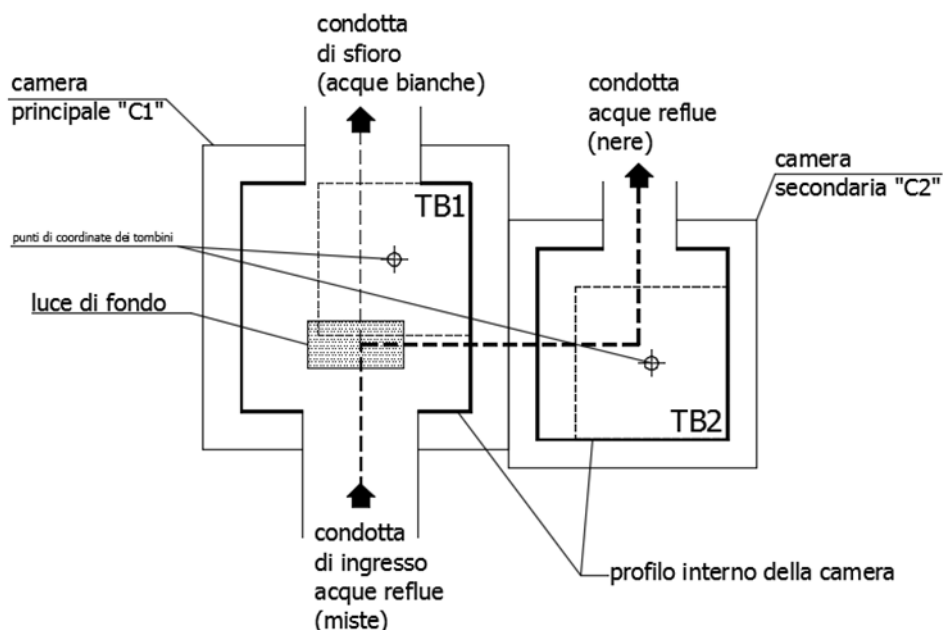 condotta
di sfioro
(acque bianche)
camera
principale "C1"
condotta
acque reflue
(nere)
camera
secondaria "C2"
TB1
punti di coordinate dei tombini
luce di fondo
TB2
condotta
di ingresso
acque reflue
(miste)
profilo interno della camera